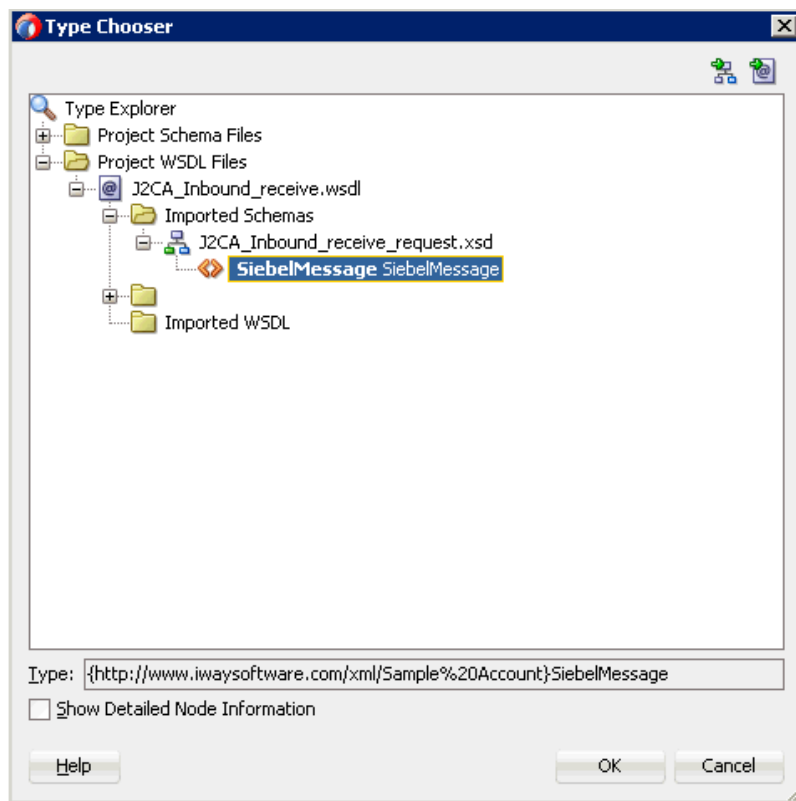 Type Chooser
Type Explorer
Project Schema Files
Project WSDL Files
J2CA_Inbound_receive.wsdl
Imported Schemas
J2CA_Inbound_receive_request.xsd
SiebelMessage SiebelMessage
Imported WSDL
Type: {http://www.iwaysoftware.com/xml/Sample%20Account}SiebelMessage
Show Detailed Node Information
Help OK Cancel